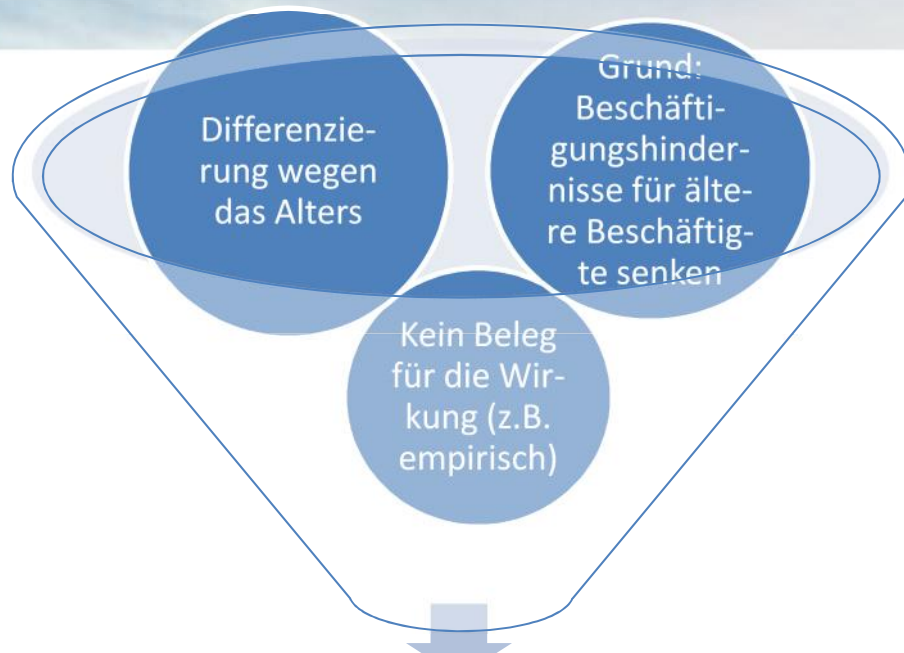 Differenzie-
rung wegen
das Alters
Grund:
Beschäfti-
gungshinder-
nisse für älte-
re Beschäftig-
te senken
Kein Beleg
für die Wir-
kung (z.B.
empirisch)